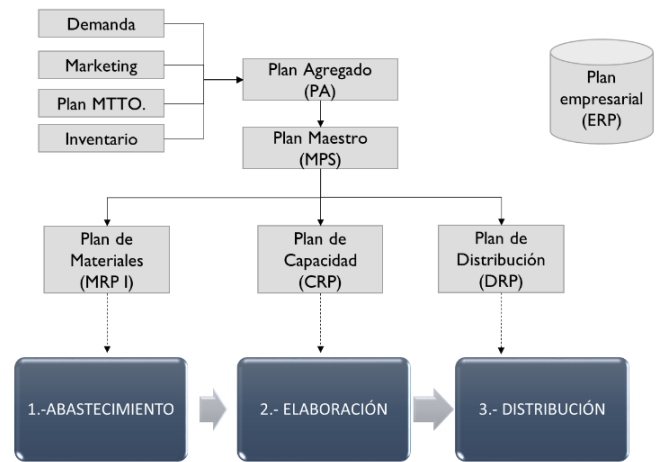 Demanda
Marketing
Plan MTTO.
Inventario
Plan Agregado
(PA)
Plan
empresarial
(ERP)
Plan Maestro
(MPS)
Plan de
Materiales
(MRP I)
Plan de
Capacidad
(CRP)
Plan de
Distribución
(DRP)
1.-ABASTECIMIENTO
2.- ELABORACIÓN
3.- DISTRIBUCIÓN